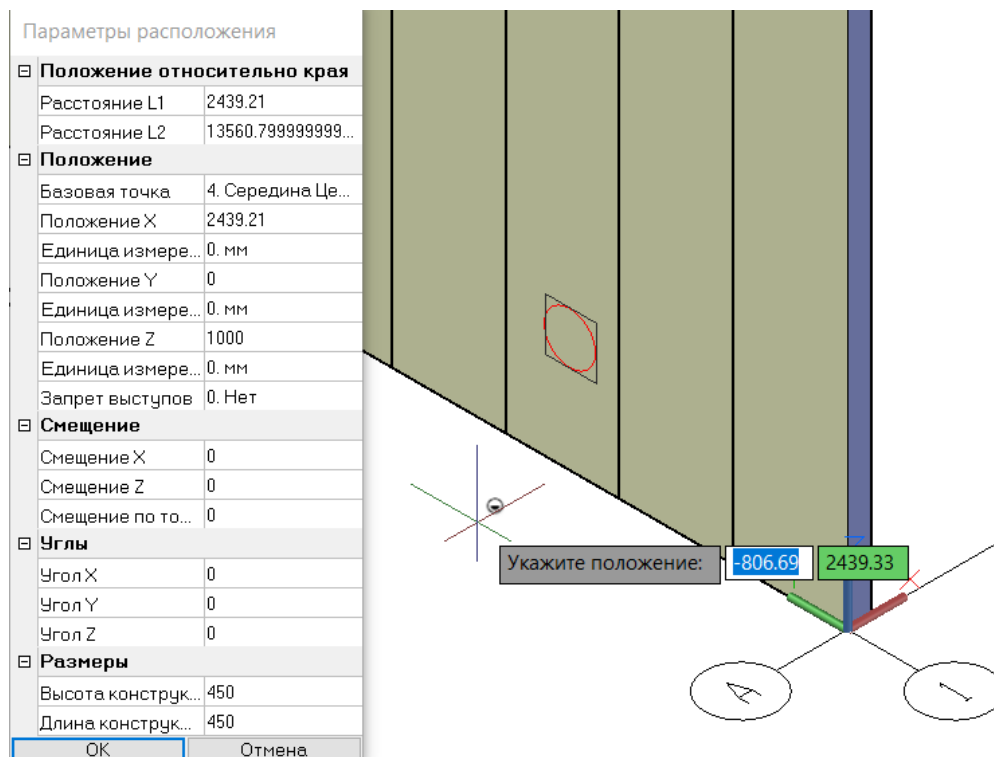 Параметры расположения
Положение относительно края
Расстояние L1 2439.21
Расстояние L2 13560.799999999...
Положение
Базовая точка 4. Середина Це...
Положение X 2439.21
Единица измере... 0. мм
Положение Y 0
Единица измере... 0. мм
Положение Z 1000
Единица измере... 0. мм
Запрет выступов 0. Нет
Смещение
Смещение X 0
Смещение Z 0
Смещение по то... 0
Углы
Угол X 0
Угол Y 0
Угол Z 0
Размеры
Высота конструк... 450
Длина конструк... 450
OK Отмена
Укажите положение: -806.69 2439.33
Z
X
А 1